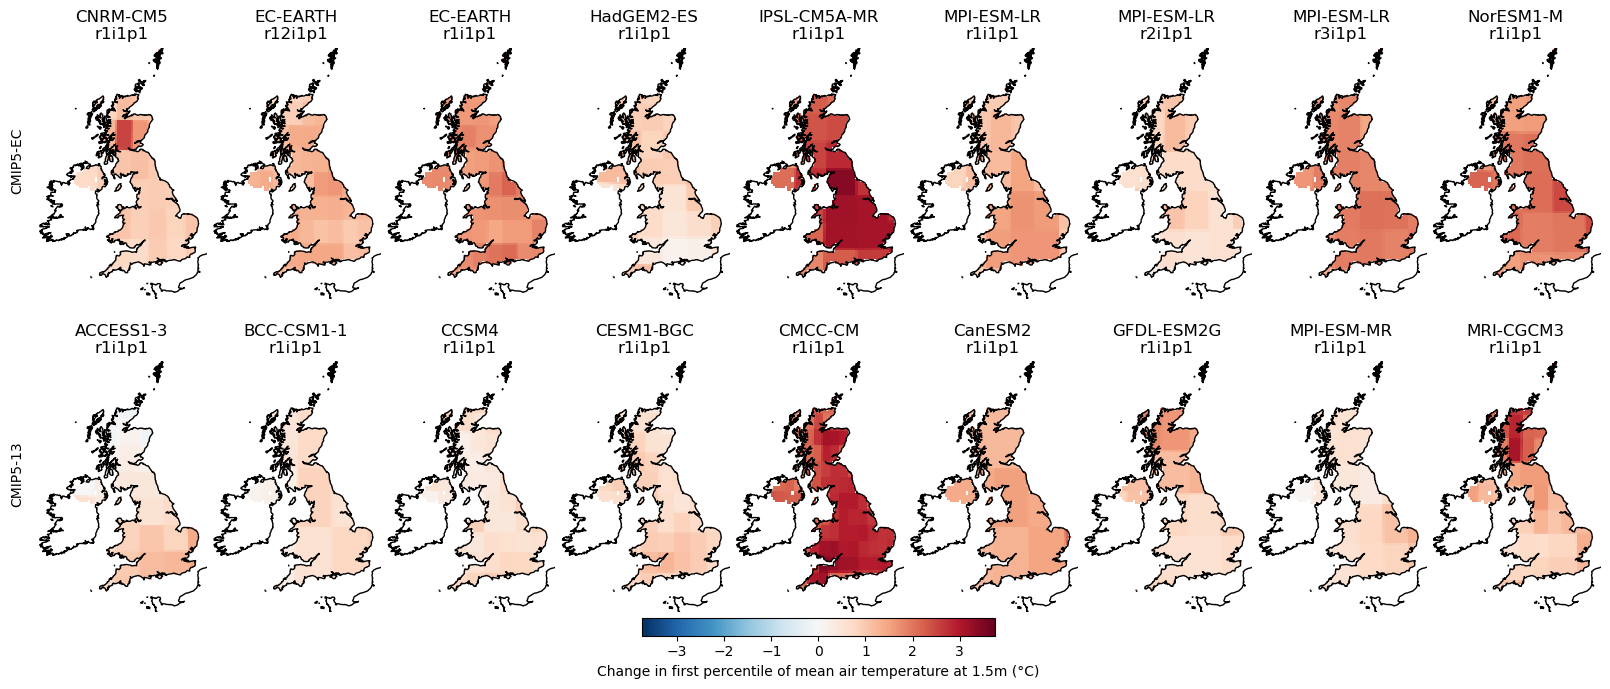 CNRM-CM5
r1i1p1
EC-EARTH
r12i1p1
EC-EARTH
r1i1p1
HadGEM2-ES
r1i1p1
IPSL-CM5A-MR
r1i1p1
MPI-ESM-LR
r1i1p1
MPI-ESM-LR
r2i1p1
MPI-ESM-LR
r3i1p1
NorESM1-M
r1i1p1
CMIP5-EC
ACCESS1-3
r1i1p1
BCC-CSM1-1
r1i1p1
CCSM4
r1i1p1
CESM1-BGC
r1i1p1
CMCC-CM
r1i1p1
CanESM2
r1i1p1
GFDL-ESM2G
r1i1p1
MPI-ESM-MR
r1i1p1
MRI-CGCM3
r1i1p1
CMIP5-13
−3 −2 −1 0 1 2 3
Change in first percentile of mean air temperature at 1.5m (°C)